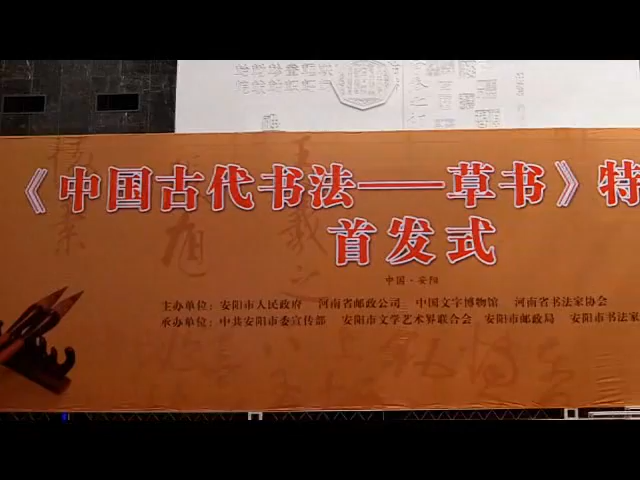 《中国古代书法——草书》特
首发式
中国·安阳
主办单位：安阳市人民政府 河南省邮政公司 中国文字博物馆 河南省书法家协会
承办单位：中共安阳市委宣传部 安阳市文学艺术界联合会 安阳市邮政局 安阳市书法家